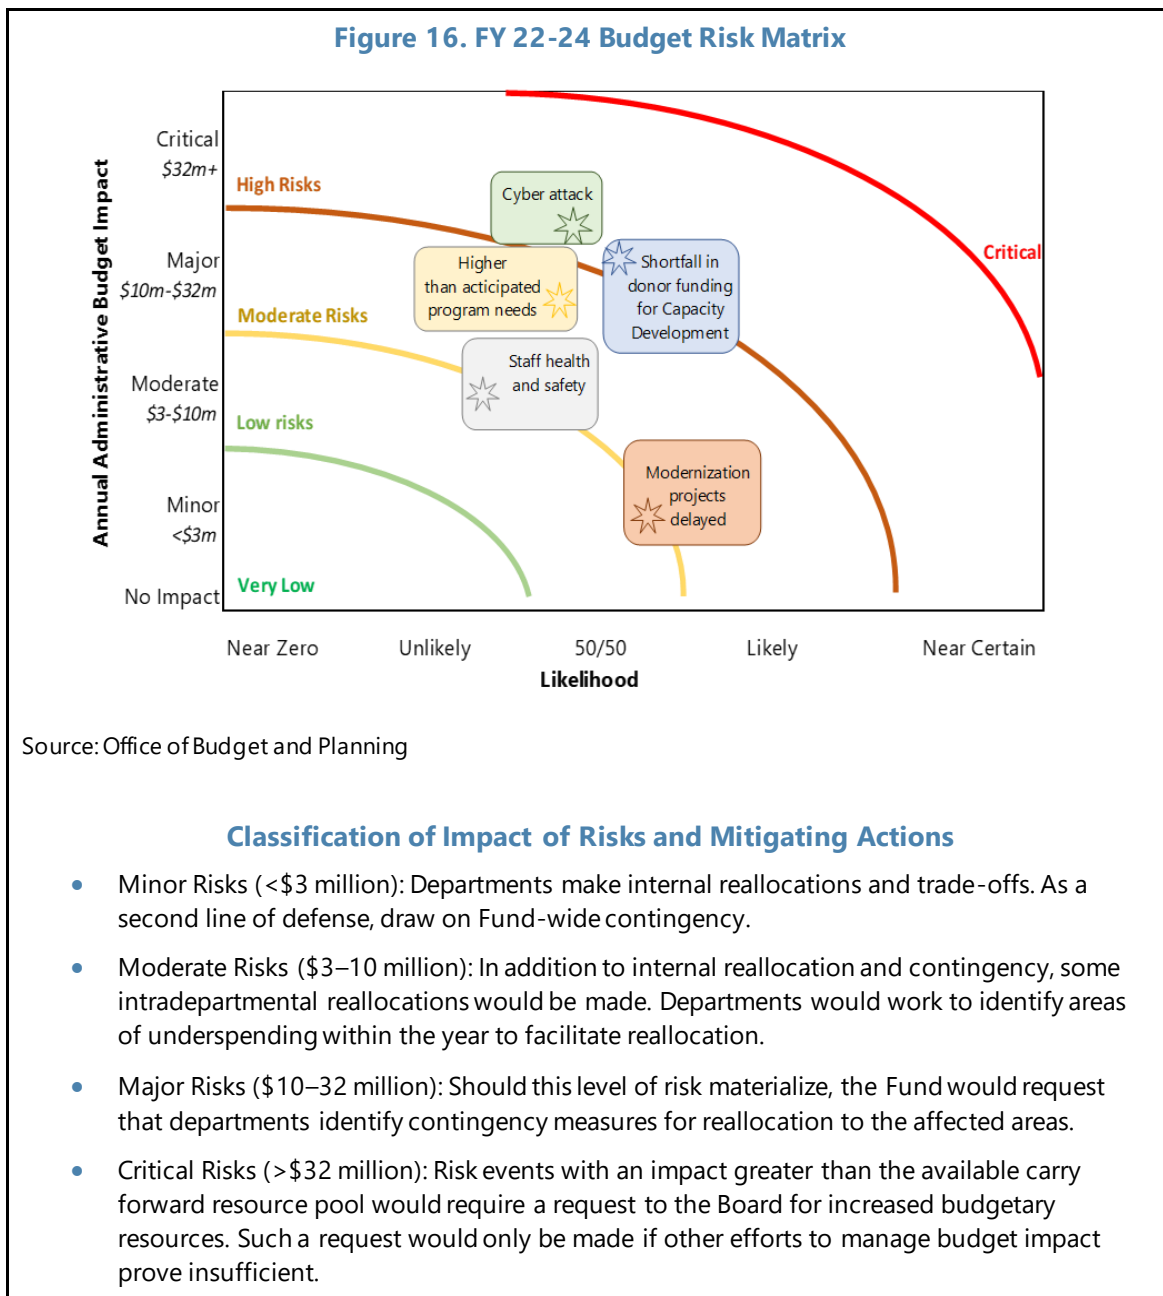 Figure 16. FY 22-24 Budget Risk Matrix
Annual Administrative Budget Impact
Critical
$32m+
Major
$10m-$32m
Moderate
$3-$10m
Minor
<$3m
No Impact
High Risks
Moderate Risks
Low risks
Very Low
Critical
Cyber attack
Higher
than acticipated
program needs
Shortfall in
donor funding
for Capacity
Development
Staff health
and safety
Modernization
projects
delayed
Near Zero
Unlikely
50/50
Likely
Near Certain
Likelihood
Source: Office of Budget and Planning
Classification of Impact of Risks and Mitigating Actions
• Minor Risks (<$3 million): Departments make internal reallocations and trade-offs. As a
second line of defense, draw on Fund-wide contingency.
• Moderate Risks ($3–10 million): In addition to internal reallocation and contingency, some
intradepartmental reallocations would be made. Departments would work to identify areas
of underspending within the year to facilitate reallocation.
• Major Risks ($10–32 million): Should this level of risk materialize, the Fund would request
that departments identify contingency measures for reallocation to the affected areas.
• Critical Risks (>$32 million): Risk events with an impact greater than the available carry
forward resource pool would require a request to the Board for increased budgetary
resources. Such a request would only be made if other efforts to manage budget impact
prove insufficient.